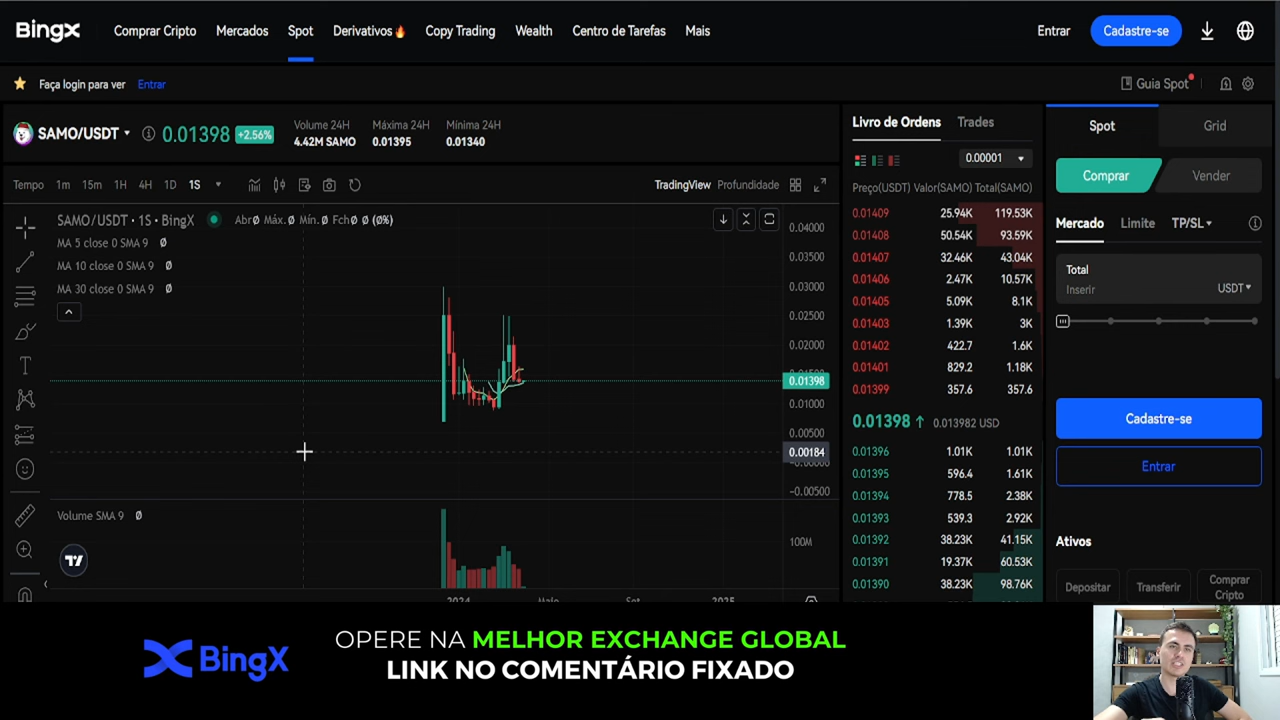 BingX Comprar Cripto Mercados Spot Derivativos Copy Trading Wealth Centro de Tarefas Mais Entrar Cadastre-se
Faça login para ver Entrar Guia Spot
SAMO/USDT 0.01398 +2.56%
Volume 24H Máxima 24H Mínima 24H
4.42M SAMO 0.01395 0.01340
Tempo 1m 15m 1H 4H 1D 1S TradingView Profundidade
SAMO/USDT · 1S · BingX AbrØ Máx.Ø Mín.Ø FchØ Ø (Ø%)
MA 5 close 0 SMA 9 Ø
MA 10 close 0 SMA 9 Ø
MA 30 close 0 SMA 9 Ø
0.04000
0.03500
0.03000
0.02500
0.02000
0.01398
0.01000
0.00500
0.00184
-0.00500
Volume SMA 9 Ø
100M
2024 Maio Set 2025
Livro de Ordens Trades
0.00001
Preço(USDT) Valor(SAMO) Total(SAMO)
0.01409 25.94K 119.53K
0.01408 50.54K 93.59K
0.01407 32.46K 43.04K
0.01406 2.47K 10.57K
0.01405 5.09K 8.1K
0.01403 1.39K 3K
0.01402 422.7 1.6K
0.01401 829.2 1.18K
0.01399 357.6 357.6
0.01398 ↑ 0.013982 USD
0.01396 1.01K 1.01K
0.01395 596.4 1.61K
0.01394 778.5 2.38K
0.01393 539.3 2.92K
0.01392 38.23K 41.15K
0.01391 19.37K 60.53K
0.01390 38.23K 98.76K
Spot Grid
Comprar Vender
Mercado Limite TP/SL
Total
Inserir USDT
Cadastre-se
Entrar
Ativos
Depositar Transferir Comprar Cripto
BingX
OPERE NA MELHOR EXCHANGE GLOBAL
LINK NO COMENTÁRIO FIXADO